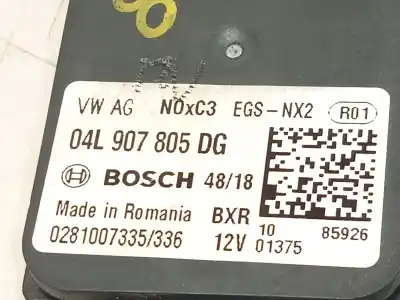 VW AG NOxC3 EGS-NX2 R01
04L 907 805 DG
BOSCH 48/18
Made in Romania BXR 10 85926
0281007335/336 12V 01375